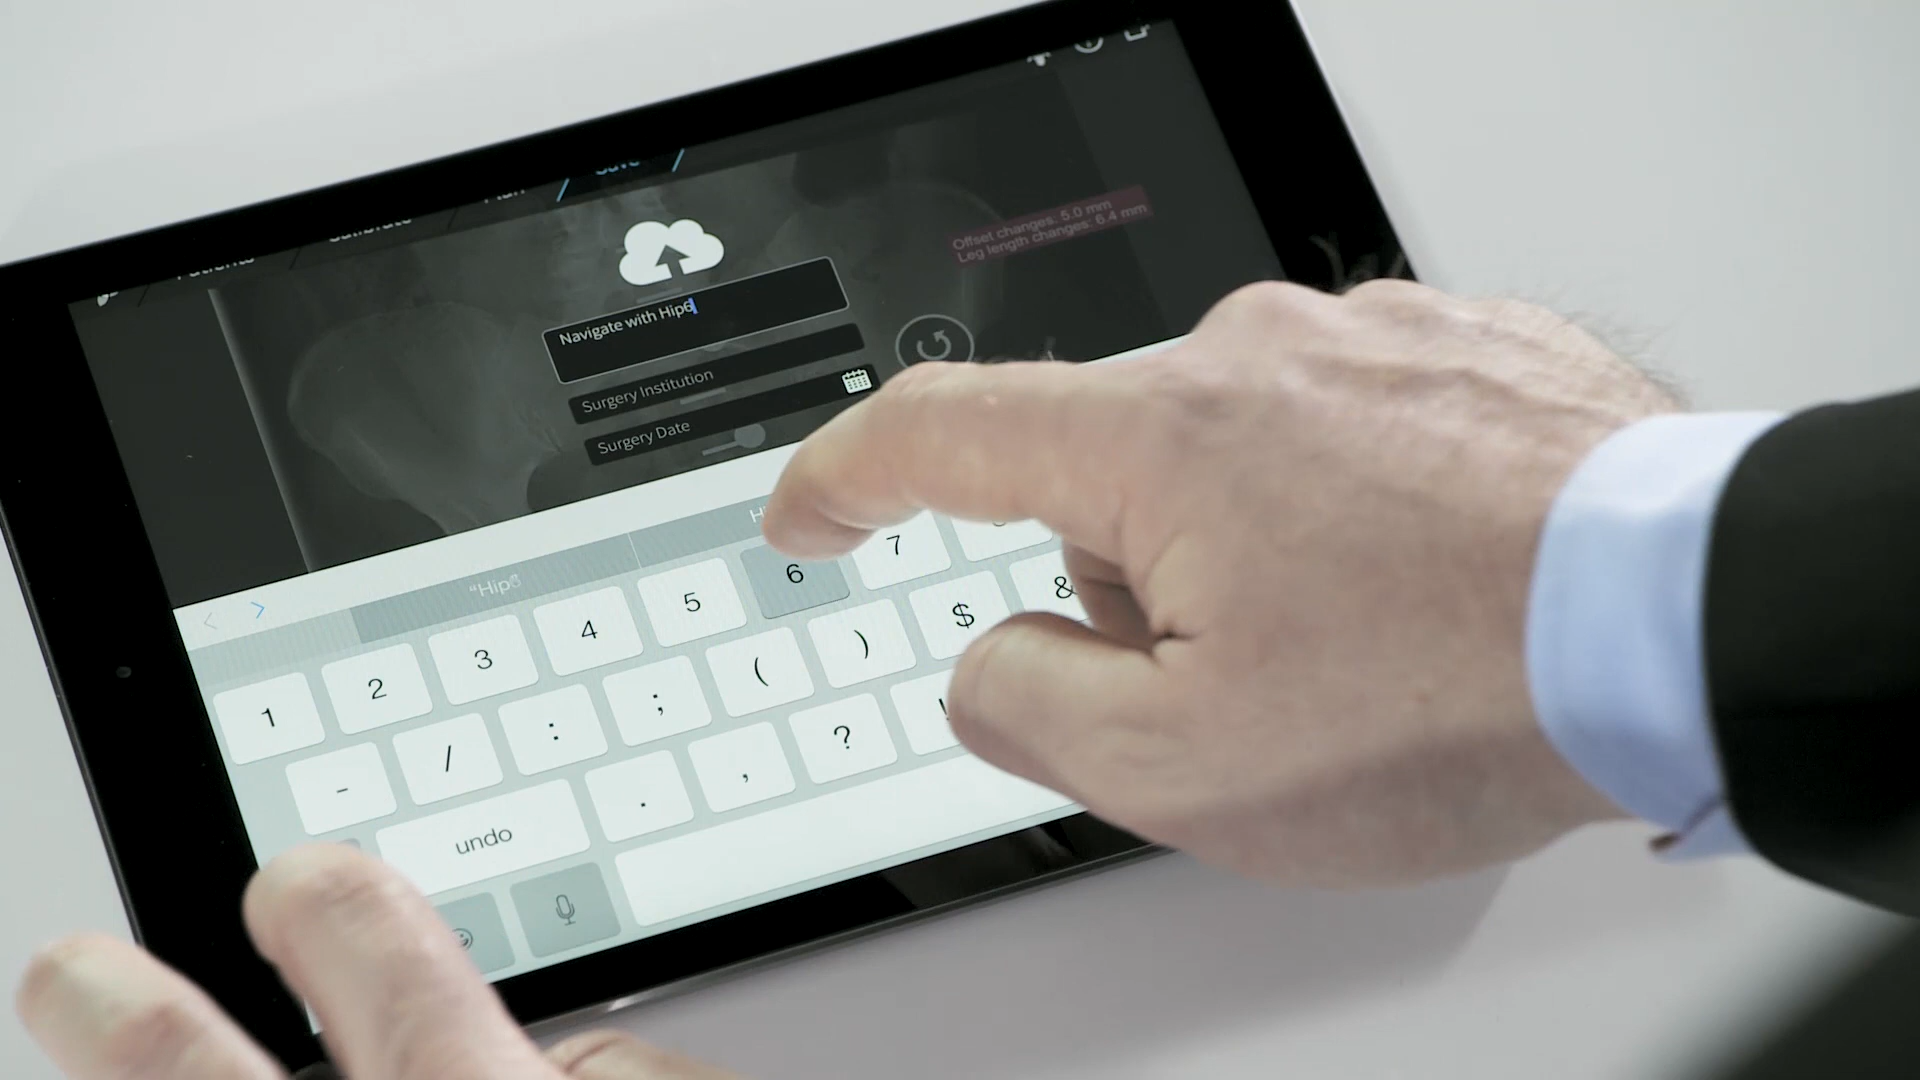 Save
Offset changes: 5.0 mm
Leg length changes: 6.4 mm
Navigate with Hip6
Surgery Institution
Surgery Date
"Hip6
1 2 3 4 5 6 7
- / : ; ( ) $ &
undo . , ?